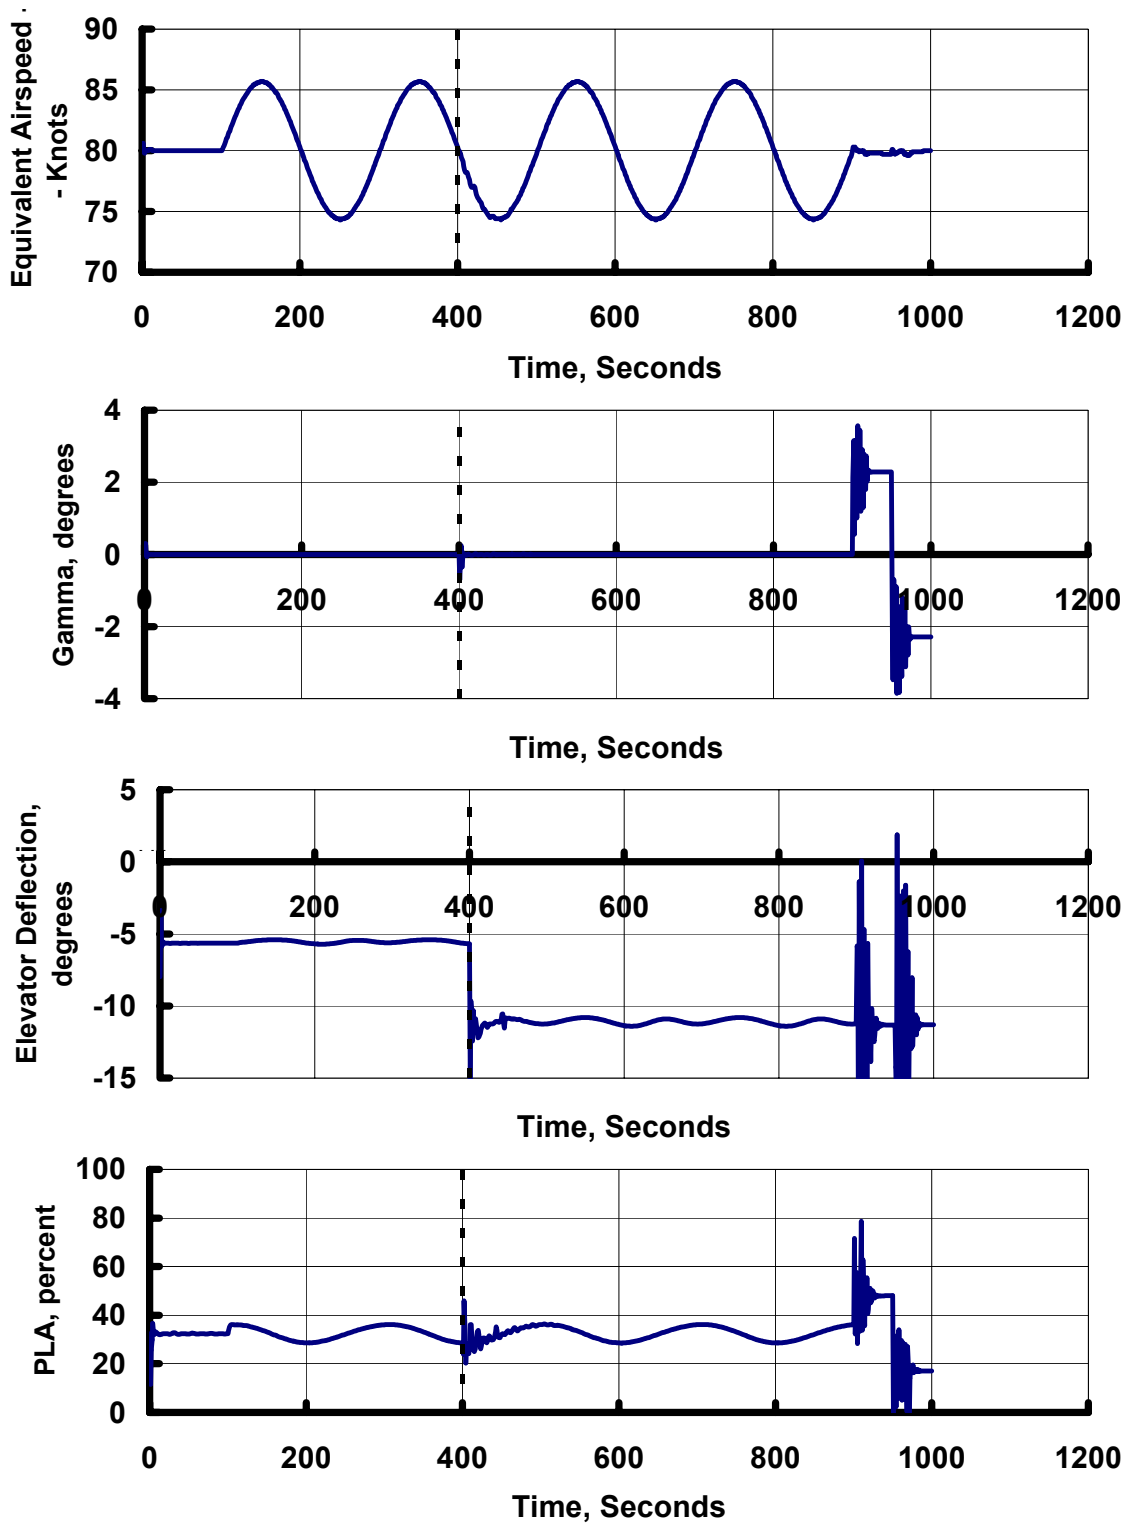 Equivalent Airspeed -
- Knots
90
85
80
75
70
0 200 400 600 800 1000 1200
Time, Seconds
Gamma, degrees
4
2
0
-2
-4
0 200 400 600 800 1000 1200
Time, Seconds
Elevator Deflection,
degrees
5
0
-5
-10
-15
0 200 400 600 800 1000 1200
Time, Seconds
PLA, percent
100
80
60
40
20
0
0 200 400 600 800 1000 1200
Time, Seconds